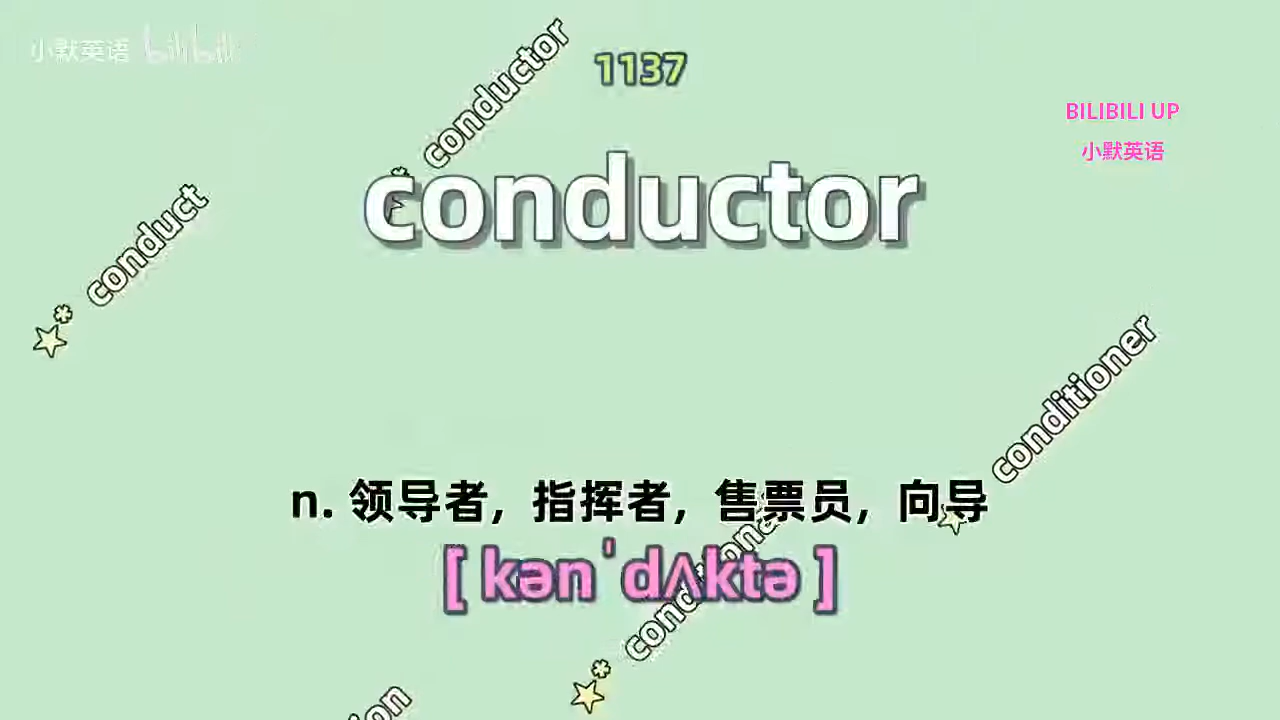 小默英语 bilibili
1137
conductor
BILIBILI UP
小默英语
conductor
conduct
conditioner
n. 领导者，指挥者，售票员，向导
[ kənˈdʌktə ]
conditioner